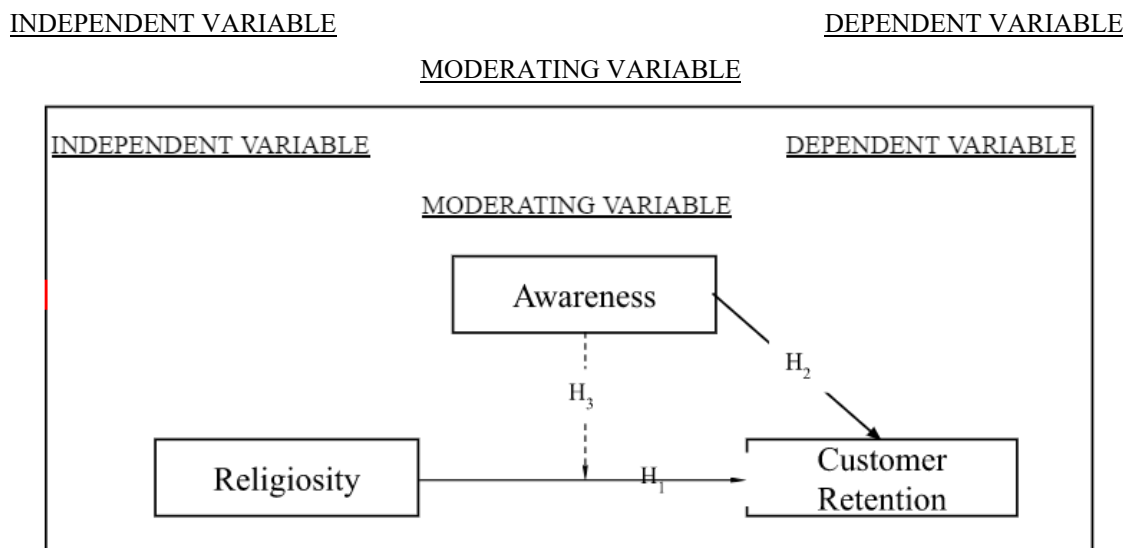 INDEPENDENT VARIABLE DEPENDENT VARIABLE
MODERATING VARIABLE
INDEPENDENT VARIABLE DEPENDENT VARIABLE
MODERATING VARIABLE
Awareness
H₂
H₃
Religiosity
H₁
Customer
Retention